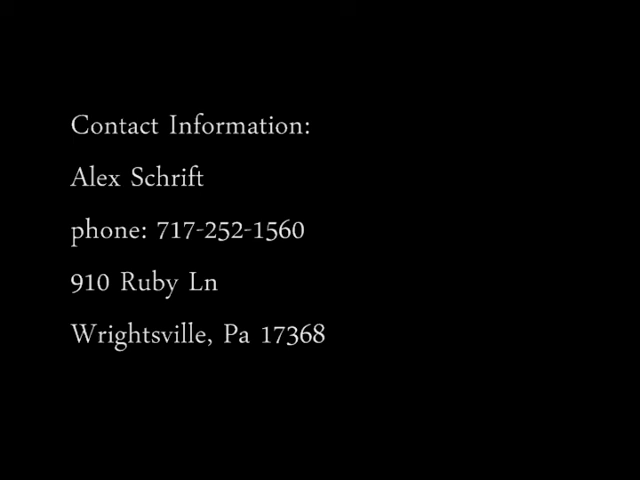 Contact Information:
Alex Schrift
phone: 717-252-1560
910 Ruby Ln
Wrightsville, Pa 17368